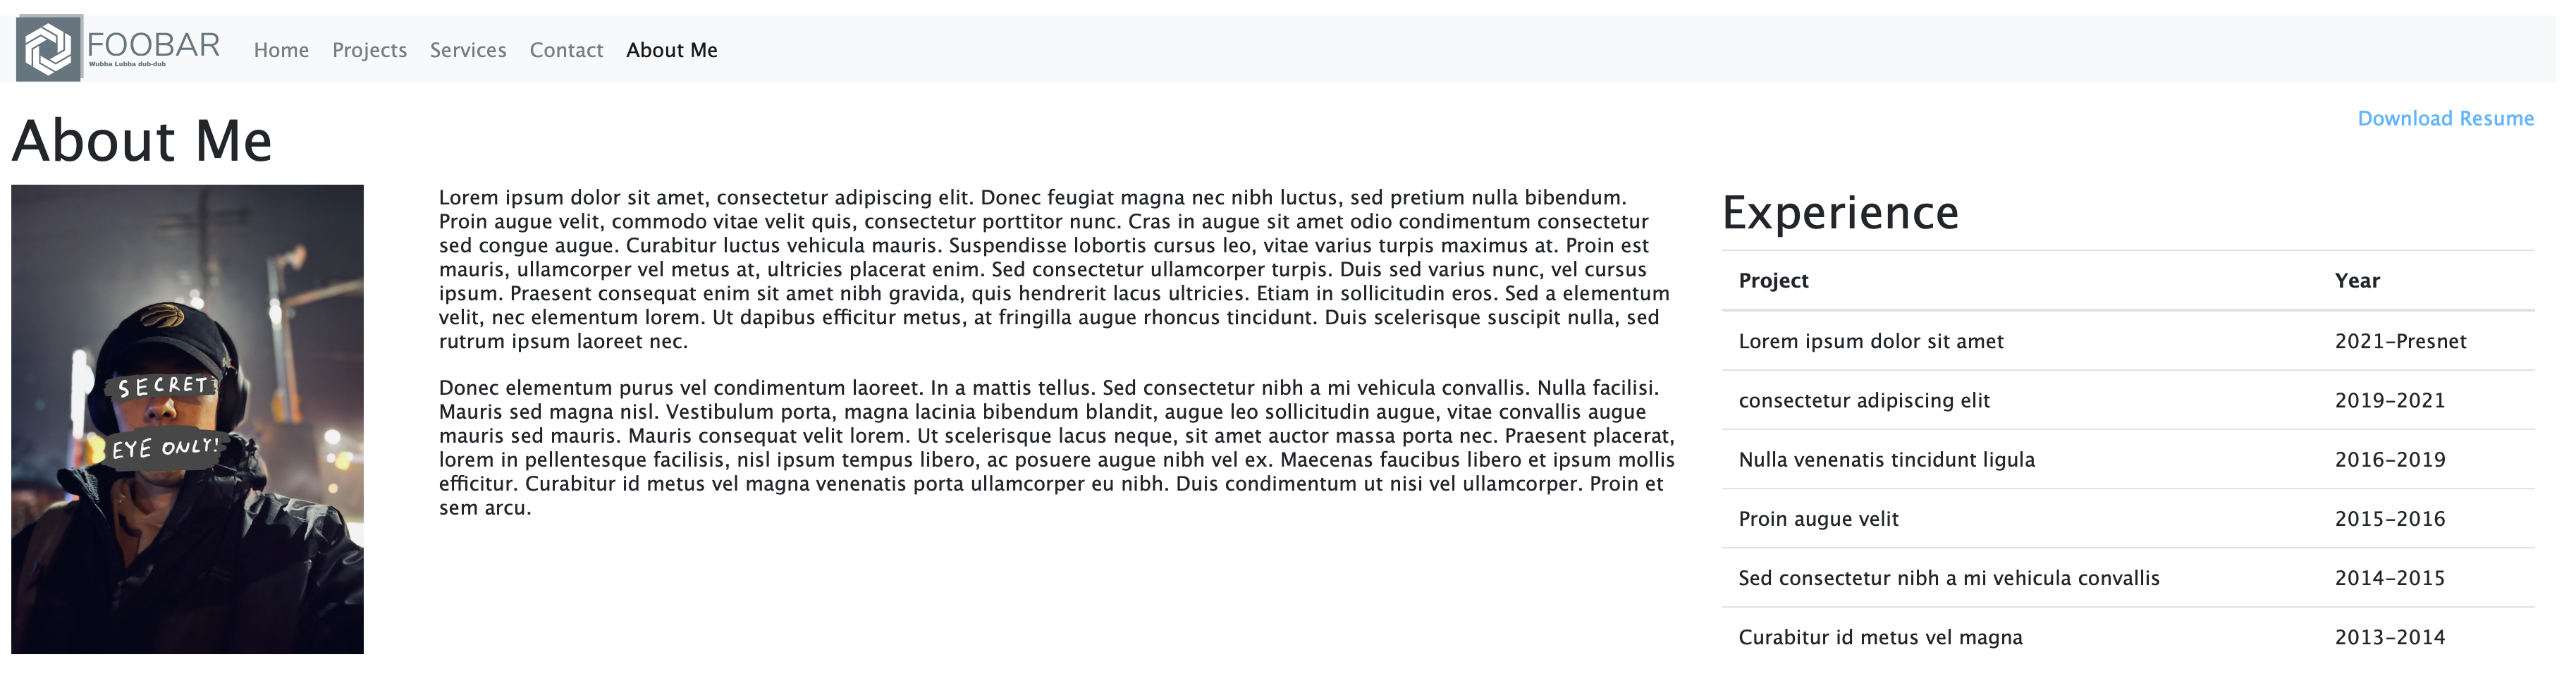 FOOBAR
Wubba Lubba dub-dub
Home Projects Services Contact About Me
Download Resume
About Me
SECRET
EYE ONLY!
Lorem ipsum dolor sit amet, consectetur adipiscing elit. Donec feugiat magna nec nibh luctus, sed pretium nulla bibendum.
Proin augue velit, commodo vitae velit quis, consectetur porttitor nunc. Cras in augue sit amet odio condimentum consectetur
sed congue augue. Curabitur luctus vehicula mauris. Suspendisse lobortis cursus leo, vitae varius turpis maximus at. Proin est
mauris, ullamcorper vel metus at, ultricies placerat enim. Sed consectetur ullamcorper turpis. Duis sed varius nunc, vel cursus
ipsum. Praesent consequat enim sit amet nibh gravida, quis hendrerit lacus ultricies. Etiam in sollicitudin eros. Sed a elementum
velit, nec elementum lorem. Ut dapibus efficitur metus, at fringilla augue rhoncus tincidunt. Duis scelerisque suscipit nulla, sed
rutrum ipsum laoreet nec.
Donec elementum purus vel condimentum laoreet. In a mattis tellus. Sed consectetur nibh a mi vehicula convallis. Nulla facilisi.
Mauris sed magna nisl. Vestibulum porta, magna lacinia bibendum blandit, augue leo sollicitudin augue, vitae convallis augue
mauris sed mauris. Mauris consequat velit lorem. Ut scelerisque lacus neque, sit amet auctor massa porta nec. Praesent placerat,
lorem in pellentesque facilisis, nisl ipsum tempus libero, ac posuere augue nibh vel ex. Maecenas faucibus libero et ipsum mollis
efficitur. Curabitur id metus vel magna venenatis porta ullamcorper eu nibh. Duis condimentum ut nisi vel ullamcorper. Proin et
sem arcu.
Experience
Project Year
Lorem ipsum dolor sit amet 2021-Presnet
consectetur adipiscing elit 2019-2021
Nulla venenatis tincidunt ligula 2016-2019
Proin augue velit 2015-2016
Sed consectetur nibh a mi vehicula convallis 2014-2015
Curabitur id metus vel magna 2013-2014